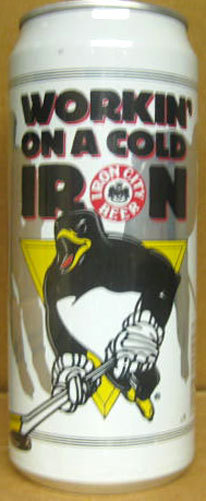 WORKIN'
ON A COLD
IRON
IRON CITY
BEER